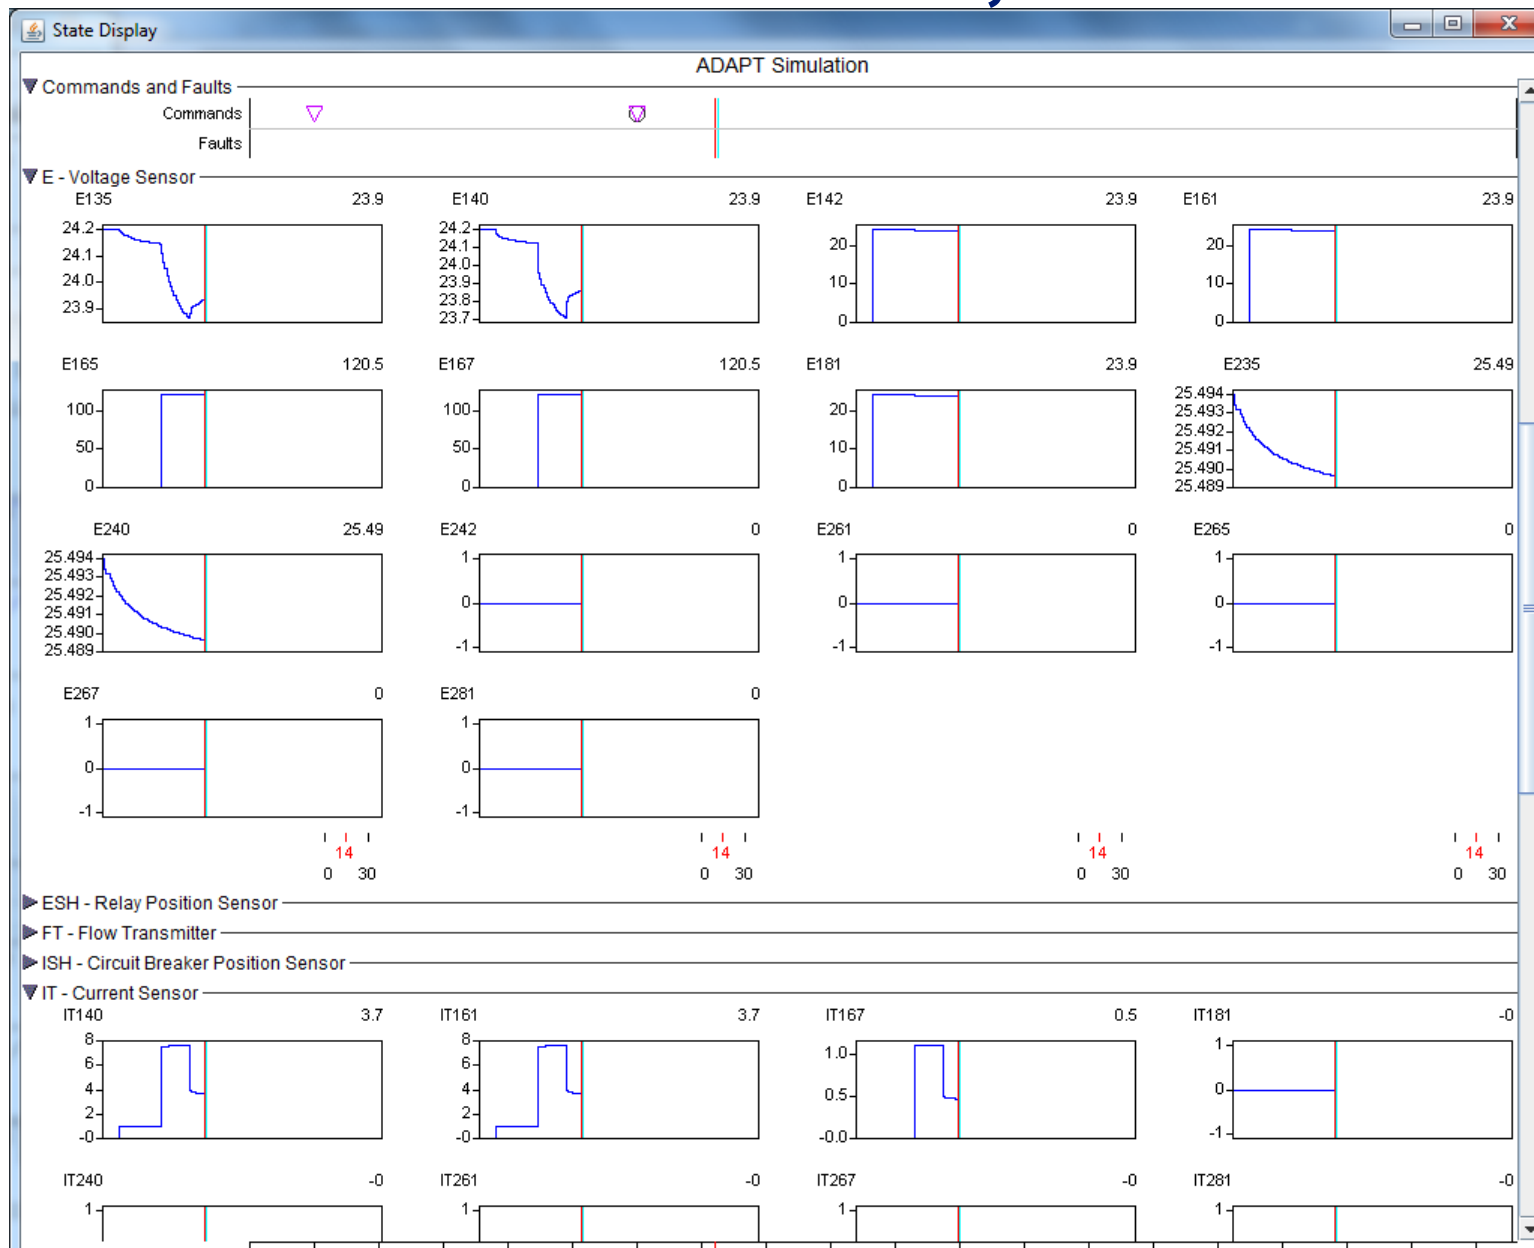 State Display
ADAPT Simulation
Commands and Faults
Commands
Faults
E - Voltage Sensor
E135 23.9 E140 23.9 E142 23.9 E161 23.9
24.2 24.2
24.1 24.1 20 20
24.0 24.0 10 10
23.9 23.9 0 0
23.8
23.7
E165 120.5 E167 120.5 E181 23.9 E235 25.49
100 100 20 25.494
50 50 10 25.493
0 0 0 25.492
25.491
25.490
25.489
E240 25.49 E242 0 E261 0 E265 0
25.494 1 1 1
25.493 0 0 0
25.492 -1 -1 -1
25.491
25.490
25.489
E267 0 E281 0
1 1
0 0
-1 -1
14 14 14 14
0 30 0 30 0 30 0 30
ESH - Relay Position Sensor
FT - Flow Transmitter
ISH - Circuit Breaker Position Sensor
IT - Current Sensor
IT140 3.7 IT161 3.7 IT167 0.5 IT181 -0
8 8 1.0 1
6 6 0.5 0
4 4 -0.0 -1
2 2
-0 -0
IT240 -0 IT261 -0 IT267 -0 IT281 -0
1 1 1 1